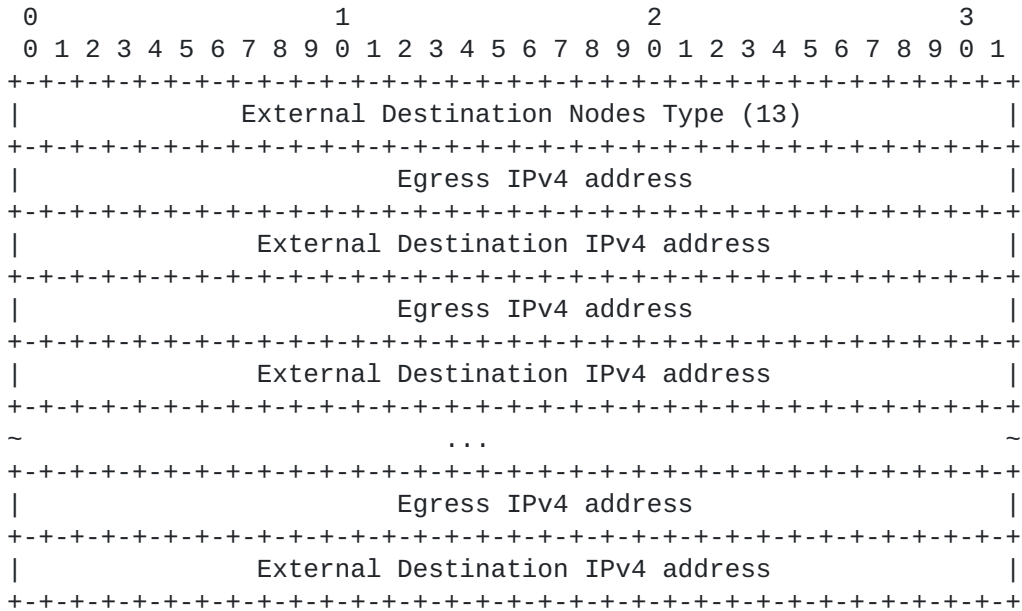 0                   1                   2                   3
 0 1 2 3 4 5 6 7 8 9 0 1 2 3 4 5 6 7 8 9 0 1 2 3 4 5 6 7 8 9 0 1
+-+-+-+-+-+-+-+-+-+-+-+-+-+-+-+-+-+-+-+-+-+-+-+-+-+-+-+-+-+-+-+-+
|              External Destination Nodes Type (13)             |
+-+-+-+-+-+-+-+-+-+-+-+-+-+-+-+-+-+-+-+-+-+-+-+-+-+-+-+-+-+-+-+-+
|                        Egress IPv4 address                    |
+-+-+-+-+-+-+-+-+-+-+-+-+-+-+-+-+-+-+-+-+-+-+-+-+-+-+-+-+-+-+-+-+
|               External Destination IPv4 address               |
+-+-+-+-+-+-+-+-+-+-+-+-+-+-+-+-+-+-+-+-+-+-+-+-+-+-+-+-+-+-+-+-+
|                        Egress IPv4 address                    |
+-+-+-+-+-+-+-+-+-+-+-+-+-+-+-+-+-+-+-+-+-+-+-+-+-+-+-+-+-+-+-+-+
|               External Destination IPv4 address               |
+-+-+-+-+-+-+-+-+-+-+-+-+-+-+-+-+-+-+-+-+-+-+-+-+-+-+-+-+-+-+-+-+
~                           ...                                 ~
+-+-+-+-+-+-+-+-+-+-+-+-+-+-+-+-+-+-+-+-+-+-+-+-+-+-+-+-+-+-+-+-+
|                        Egress IPv4 address                    |
+-+-+-+-+-+-+-+-+-+-+-+-+-+-+-+-+-+-+-+-+-+-+-+-+-+-+-+-+-+-+-+-+
|               External Destination IPv4 address               |
+-+-+-+-+-+-+-+-+-+-+-+-+-+-+-+-+-+-+-+-+-+-+-+-+-+-+-+-+-+-+-+-+